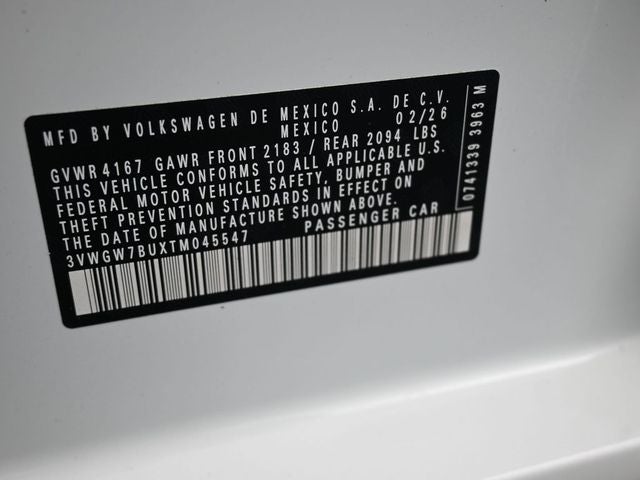 MFD BY VOLKSWAGEN DE MEXICO S.A. DE C.V.
MEXICO 02/26
GVWR 4167 GAWR FRONT 2183 / REAR 2094 LBS
THIS VEHICLE CONFORMS TO ALL APPLICABLE U.S.
FEDERAL MOTOR VEHICLE SAFETY, BUMPER AND
THEFT PREVENTION STANDARDS IN EFFECT ON
THE DATE OF MANUFACTURE SHOWN ABOVE.
3VWGW7BUXTM045547 PASSENGER CAR
0741339 3963 M